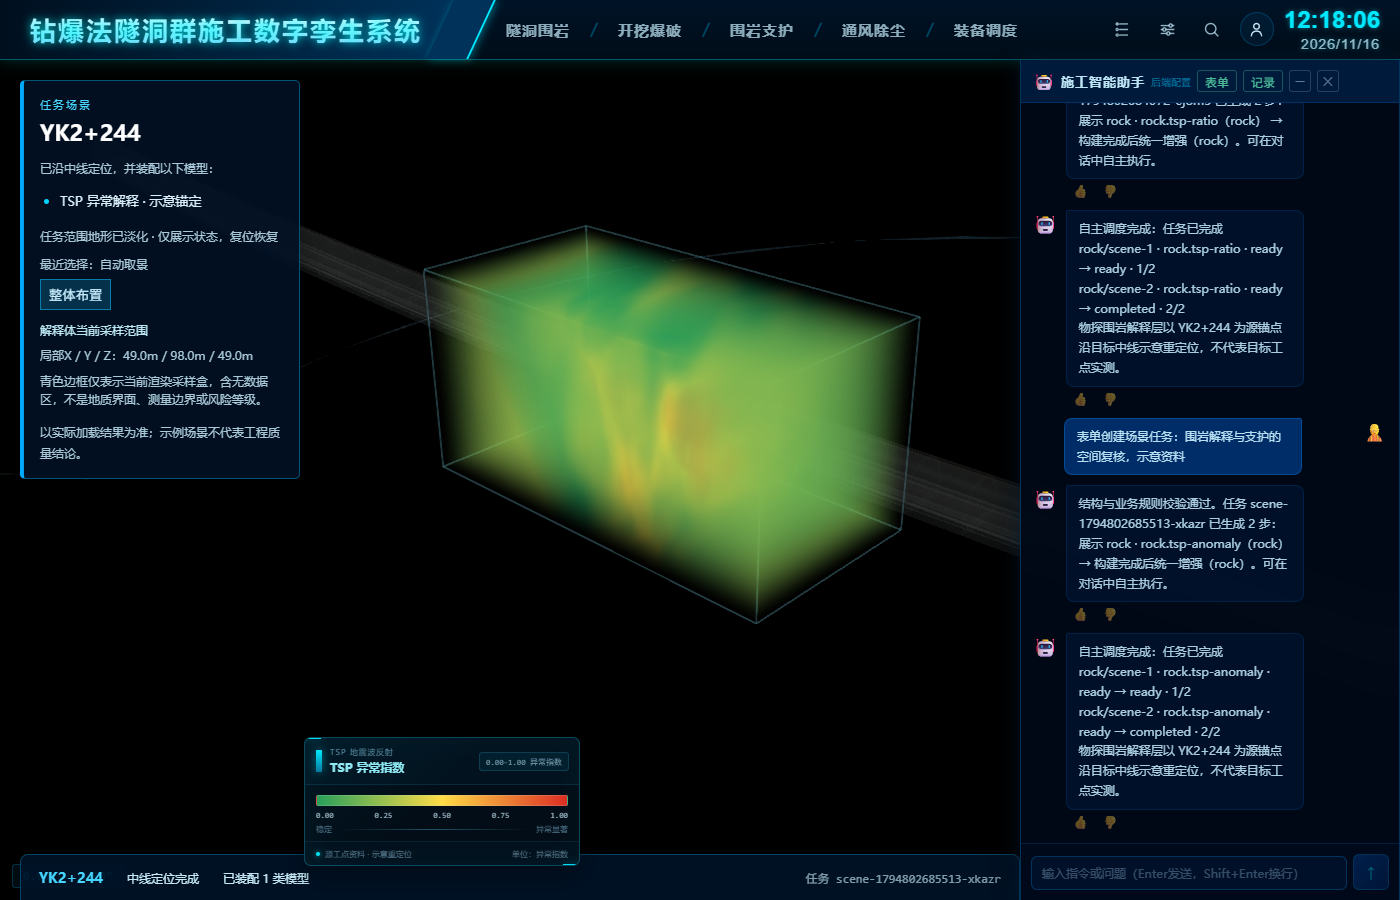 钻爆法隧洞群施工数字孪生系统
隧洞围岩 / 开挖爆破 / 围岩支护 / 通风除尘 / 装备调度
12:18:06
2026/11/16
任务场景
YK2+244
已沿中线定位，并装配以下模型：
TSP 异常解释 · 示意锚定
任务范围地形已淡化 · 仅展示状态，复位恢复
最近选择：自动取景
整体布置
解释体当前采样范围
局部X / Y / Z：49.0m / 98.0m / 49.0m
青色边框仅表示当前渲染采样盒，含无数据
区，不是地质界面、测量边界或风险等级。
以实际加载结果为准；示例场景不代表工程质
量结论。
TSP 地震波反射
TSP 异常指数
0.00-1.00 异常指数
0.00 0.25 0.50 0.75 1.00
稳定 异常显著
源工点资料 · 示意重定位 单位：异常指数
YK2+244 中线定位完成 已装配 1 类模型
任务 scene-1794802685513-xkazr
施工智能助手 后端配置 表单 记录
展示 rock · rock.tsp-ratio（rock） →
构建完成后统一增强（rock）。可在对
话中自主执行。
自主调度完成：任务已完成
rock/scene-1 · rock.tsp-ratio · ready
→ ready · 1/2
rock/scene-2 · rock.tsp-ratio · ready
→ completed · 2/2
物探围岩解释层以 YK2+244 为源锚点
沿目标中线示意重定位，不代表目标工
点实测。
表单创建场景任务：围岩解释与支护的
空间复核，示意资料
结构与业务规则校验通过。任务 scene-
1794802685513-xkazr 已生成 2 步：
展示 rock · rock.tsp-anomaly（rock）
→ 构建完成后统一增强（rock）。可在
对话中自主执行。
自主调度完成：任务已完成
rock/scene-1 · rock.tsp-anomaly ·
ready → ready · 1/2
rock/scene-2 · rock.tsp-anomaly ·
ready → completed · 2/2
物探围岩解释层以 YK2+244 为源锚点
沿目标中线示意重定位，不代表目标工
点实测。
输入指令或问题（Enter发送，Shift+Enter换行）